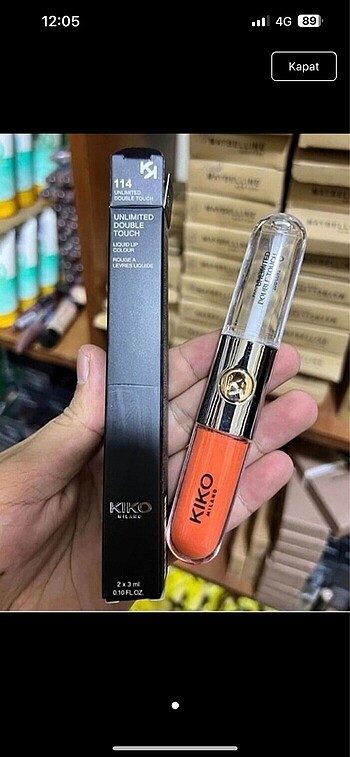 12:05
4G 89
Kapat
114
UNLIMITED
DOUBLE TOUCH
UNLIMITED
DOUBLE
TOUCH
LIQUID LIP
COLOUR
ROUGE A
LEVRES LIQUIDE
KIKO
MILANO
2 x 3 ml
0.10 FL.OZ.
UNLIMITED
DOUBLE TOUCH
KIKO
MILANO
MAYBELLINE
MAYBELLINE